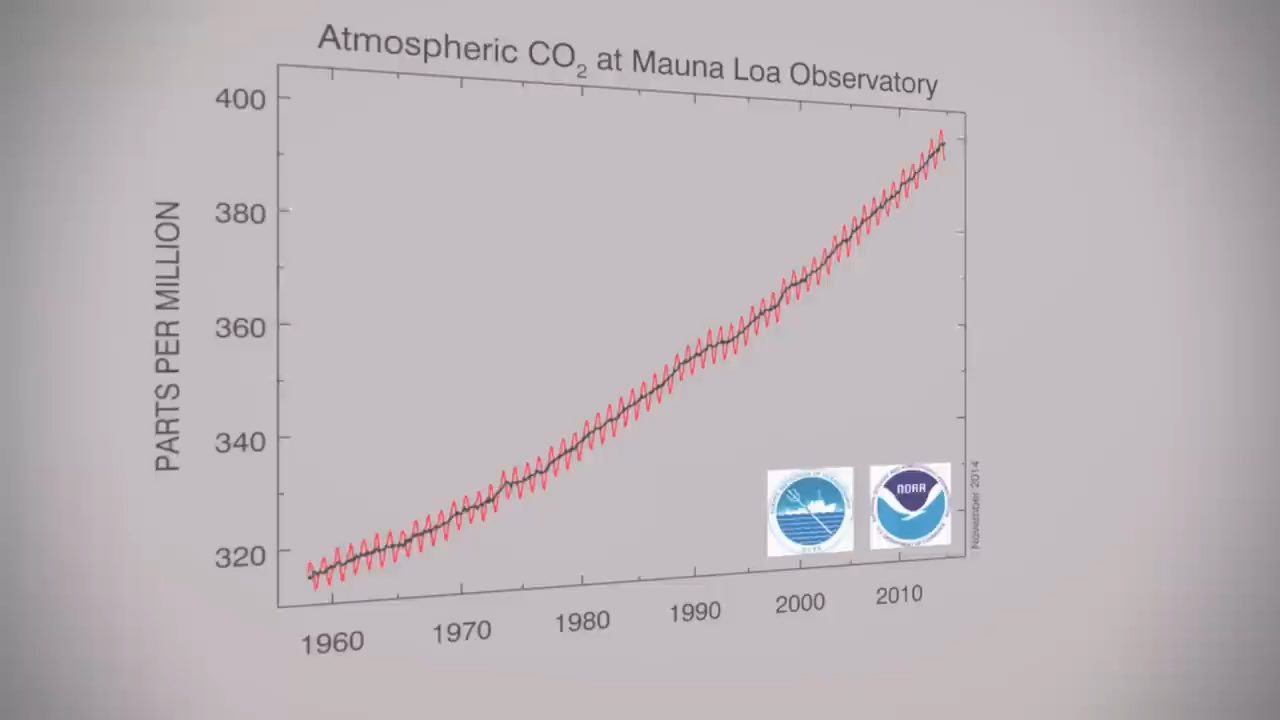 Atmospheric CO2 at Mauna Loa Observatory
PARTS PER MILLION
400
380
360
340
320
1960
1970
1980
1990
2000
2010
NOAA
November 2014